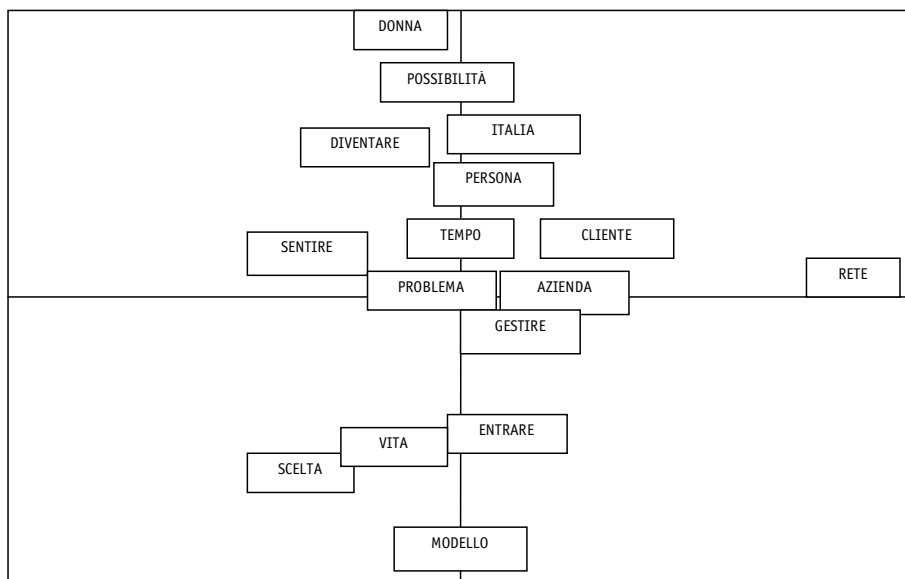 DONNA
POSSIBILITÀ
ITALIA
DIVENTARE
PERSONA
TEMPO
CLIENTE
SENTIRE
RETE
PROBLEMA
AZIENDA
GESTIRE
ENTRARE
VITA
SCELTA
MODELLO